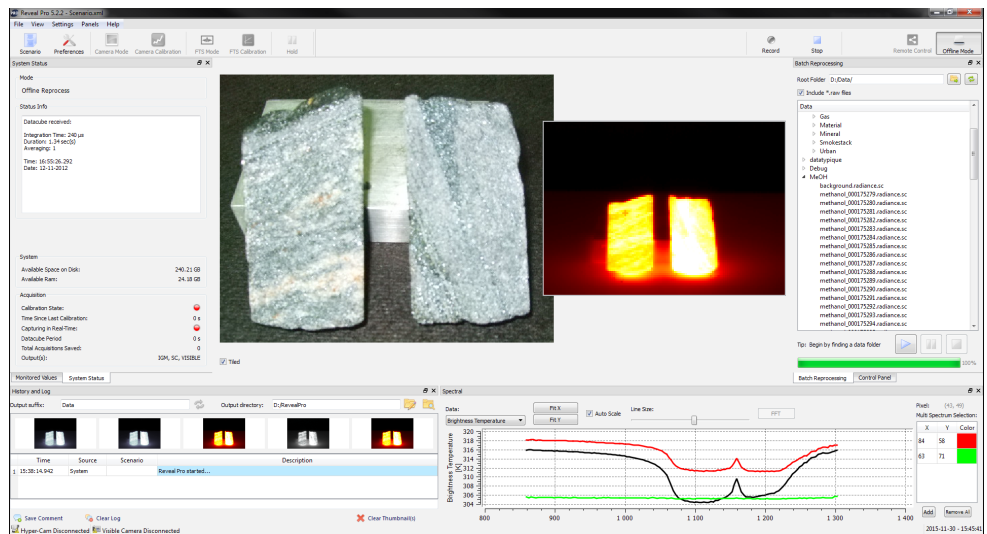 Reveal Pro 5.2.2 - Scenario.xml
File View Settings Panels Help
Scenario Preferences Camera Mode Camera Calibration FTS Mode FTS Calibration Hold Record Stop Remote Control Offline Mode
System Status
Mode
Offline Reprocess
Status Info
Datacube received:
Integration Time: 240 µs
Duration: 1.34 sec(s)
Averaging: 1
Time: 16:55:26.292
Date: 12-11-2012
System
Available Space on Disk: 240.21 GB
Available Ram: 24.18 GB
Acquisition
Calibration State:
Time Since Last Calibration: 0 s
Capturing in Real-Time:
Datacube Period 0 s
Total Acquisitions Saved: 0
Output(s): IGM, SC, VISIBLE
Monitored Values System Status
Tiled
Batch Reprocessing
Root Folder D:/Data/
Include *.raw files
Data
Gas
Material
Mineral
Smokestack
Urban
datatypique
Debug
MeOH
background.radiance.sc
methanol_000175279.radiance.sc
methanol_000175280.radiance.sc
methanol_000175281.radiance.sc
methanol_000175282.radiance.sc
methanol_000175283.radiance.sc
methanol_000175284.radiance.sc
methanol_000175285.radiance.sc
methanol_000175286.radiance.sc
methanol_000175287.radiance.sc
methanol_000175288.radiance.sc
methanol_000175289.radiance.sc
methanol_000175290.radiance.sc
methanol_000175291.radiance.sc
methanol_000175292.radiance.sc
methanol_000175293.radiance.sc
methanol_000175294.radiance.sc
Tip: Begin by finding a data folder
100%
Batch Reprocessing Control Panel
History and Log
Output suffix: Data Output directory: D:/RevealPro
Time Source Scenario Description
1 15:38:14.942 System Reveal Pro started...
Save Comment Clear Log Clear Thumbnail(s)
Hyper-Cam Disconnected Visible Camera Disconnected
Spectral
Data: Fit X Auto Scale Line Size: FFT
Brightness Temperature Fit Y
Brightness Temperature [K]
320
318
316
314
312
310
308
306
304
800 900 1 000 1 100 1 200 1 300 1 400
Pixel: (43, 49)
Multi Spectrum Selection:
X Y Color
84 58
63 71
Add Remove All
2015-11-30 - 15:45:41